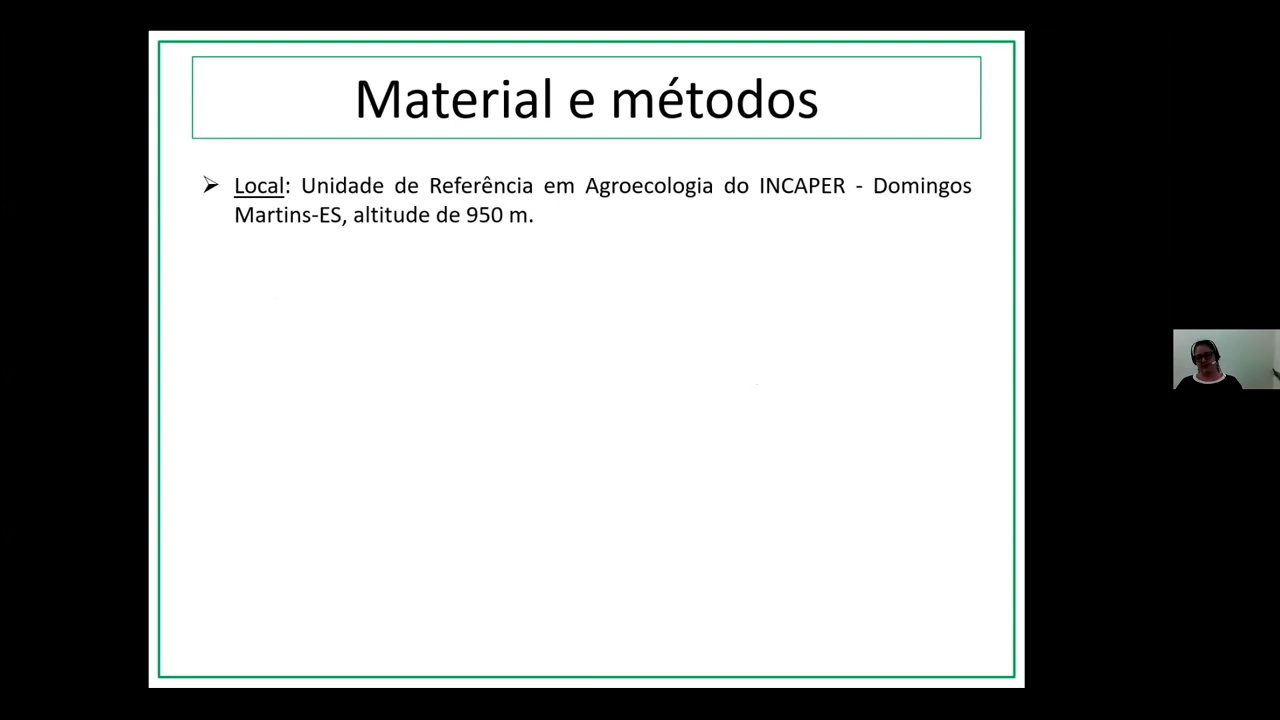 Material e métodos
Local: Unidade de Referência em Agroecologia do INCAPER - Domingos
Martins-ES, altitude de 950 m.